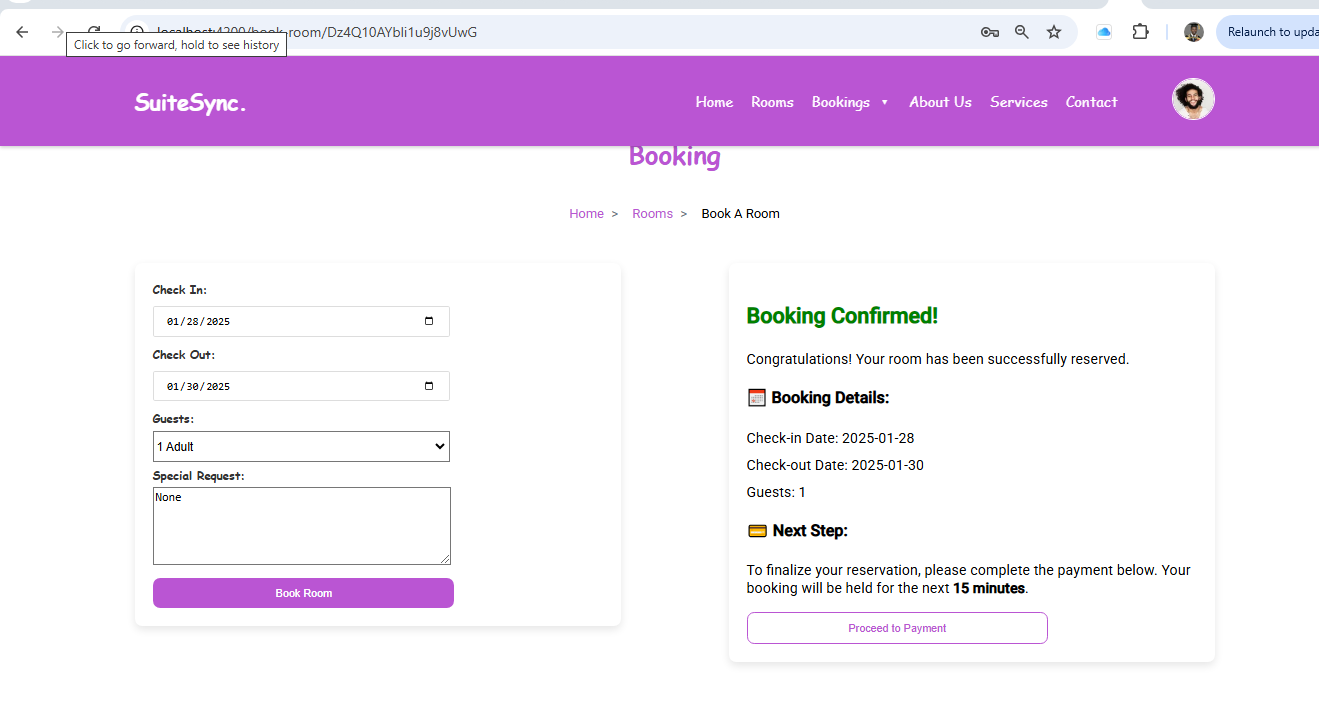 localhost:4200/book-room/Dz4Q10AYbIi1u9j8vUwG
Relaunch to upda
Click to go forward, hold to see history
SuiteSync.
Home Rooms Bookings ▼ About Us Services Contact
Booking
Home > Rooms > Book A Room
Check In:
01/28/2025
Check Out:
01/30/2025
Guests:
1 Adult
Special Request:
None
Book Room
Booking Confirmed!
Congratulations! Your room has been successfully reserved.
📅 Booking Details:
Check-in Date: 2025-01-28
Check-out Date: 2025-01-30
Guests: 1
💳 Next Step:
To finalize your reservation, please complete the payment below. Your
booking will be held for the next 15 minutes.
Proceed to Payment